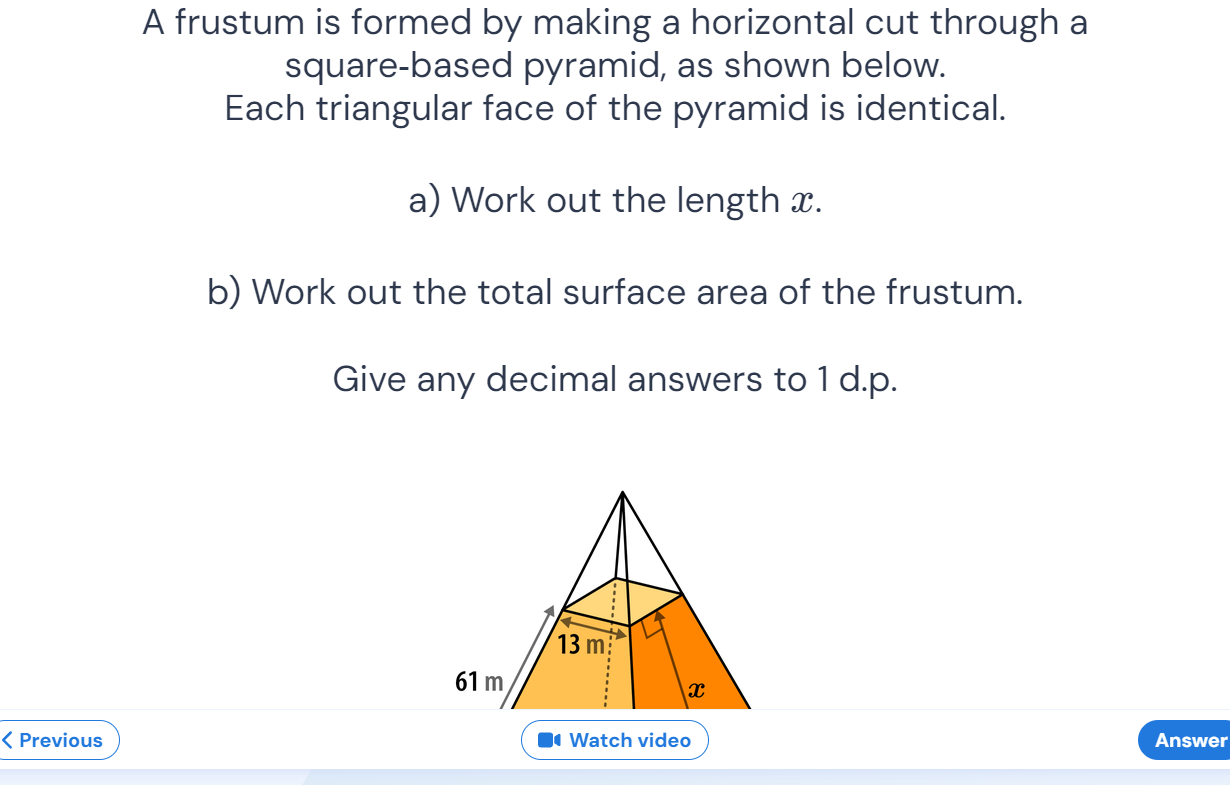 A frustum is formed by making a horizontal cut through a
square-based pyramid, as shown below.
Each triangular face of the pyramid is identical.
a) Work out the length x.
b) Work out the total surface area of the frustum.
Give any decimal answers to 1 d.p.
13 m
61 m
x
Previous
Watch video
Answer